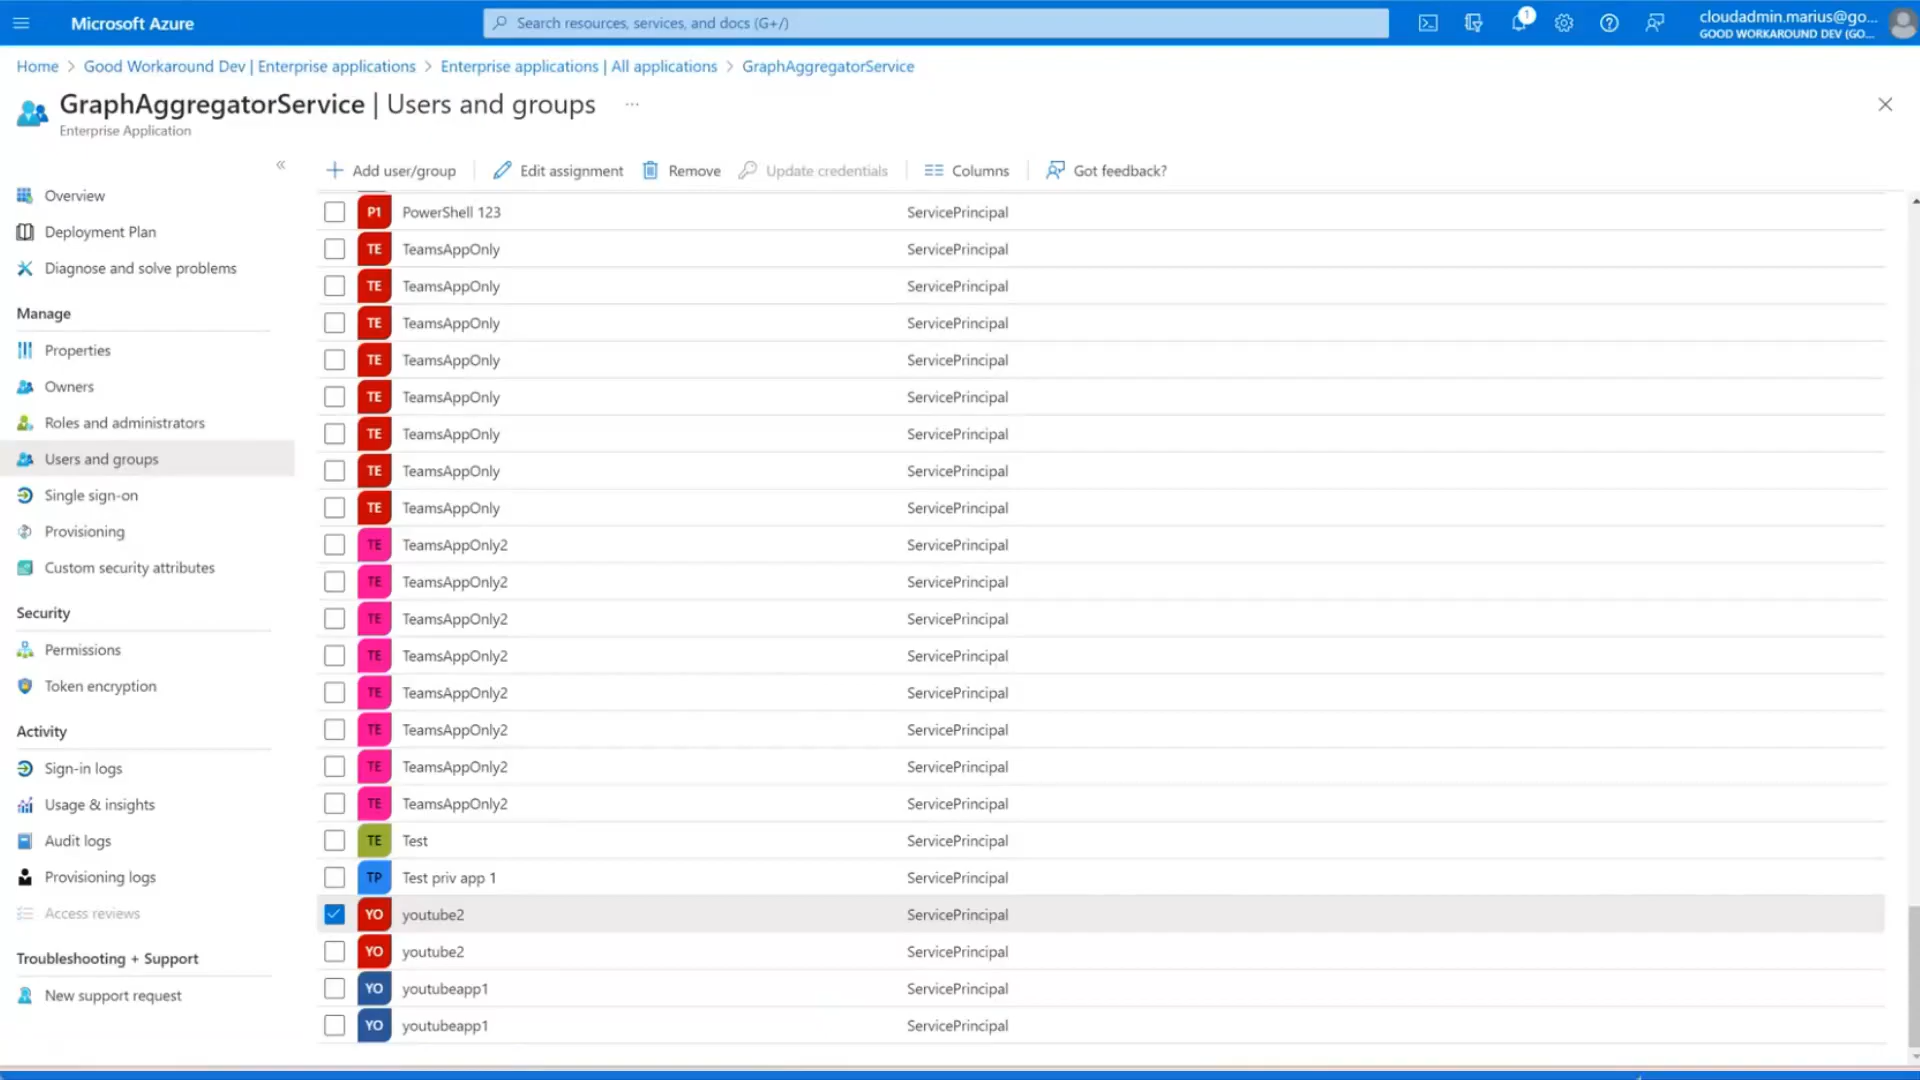 Microsoft Azure
Search resources, services, and docs (G+/)
1
cloudadmin.marius@go...
GOOD WORKAROUND DEV (GO...
Home > Good Workaround Dev | Enterprise applications > Enterprise applications | All applications > GraphAggregatorService
GraphAggregatorService | Users and groups ...
Enterprise Application
Add user/group
Edit assignment
Remove
Update credentials
Columns
Got feedback?
Overview
Deployment Plan
Diagnose and solve problems
Manage
Properties
Owners
Roles and administrators
Users and groups
Single sign-on
Provisioning
Custom security attributes
Security
Permissions
Token encryption
Activity
Sign-in logs
Usage & insights
Audit logs
Provisioning logs
Access reviews
Troubleshooting + Support
New support request
P1 PowerShell 123 ServicePrincipal
TE TeamsAppOnly ServicePrincipal
TE TeamsAppOnly ServicePrincipal
TE TeamsAppOnly ServicePrincipal
TE TeamsAppOnly ServicePrincipal
TE TeamsAppOnly ServicePrincipal
TE TeamsAppOnly ServicePrincipal
TE TeamsAppOnly ServicePrincipal
TE TeamsAppOnly ServicePrincipal
TE TeamsAppOnly2 ServicePrincipal
TE TeamsAppOnly2 ServicePrincipal
TE TeamsAppOnly2 ServicePrincipal
TE TeamsAppOnly2 ServicePrincipal
TE TeamsAppOnly2 ServicePrincipal
TE TeamsAppOnly2 ServicePrincipal
TE TeamsAppOnly2 ServicePrincipal
TE TeamsAppOnly2 ServicePrincipal
TE Test ServicePrincipal
TP Test priv app 1 ServicePrincipal
YO youtube2 ServicePrincipal
YO youtube2 ServicePrincipal
YO youtubeapp1 ServicePrincipal
YO youtubeapp1 ServicePrincipal